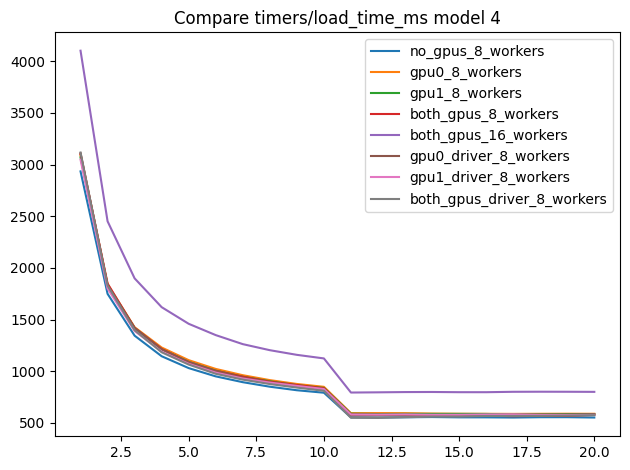 Compare timers/load_time_ms model 4
4000
3500
3000
2500
2000
1500
1000
500
no_gpus_8_workers
gpu0_8_workers
gpu1_8_workers
both_gpus_8_workers
both_gpus_16_workers
gpu0_driver_8_workers
gpu1_driver_8_workers
both_gpus_driver_8_workers
2.5 5.0 7.5 10.0 12.5 15.0 17.5 20.0